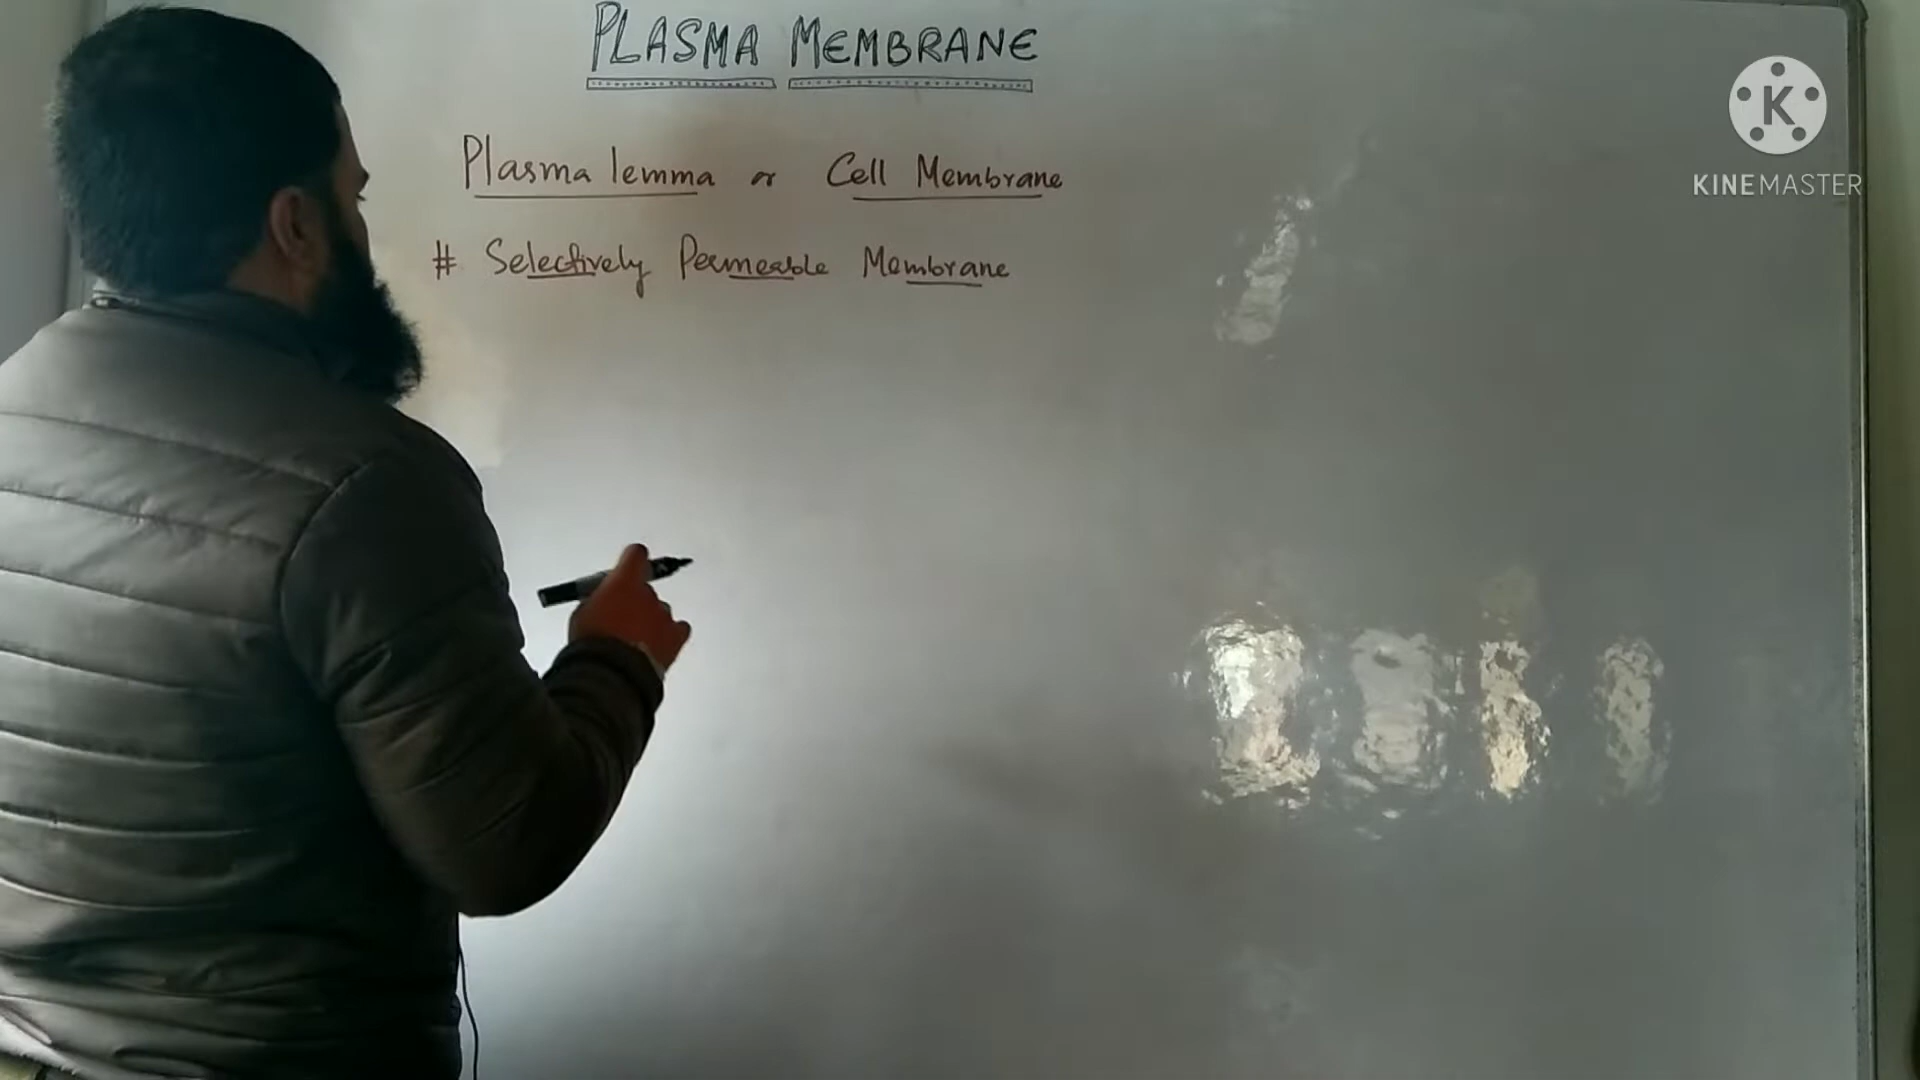 PLASMA MEMBRANE
Plasma lemma or Cell Membrane
# Selectively Permeable Membrane
K
KINEMASTER